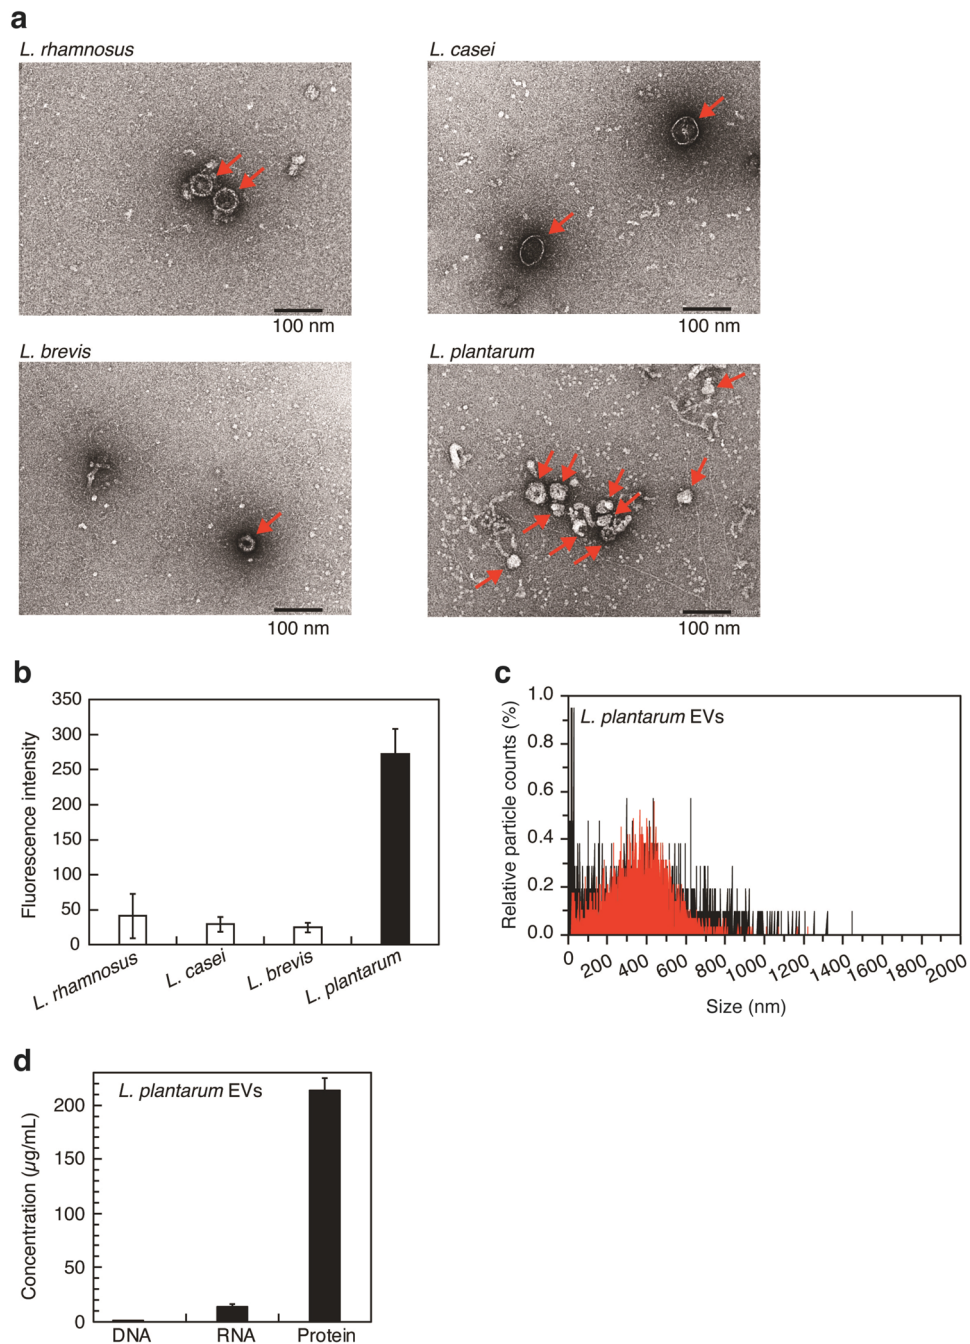 a
L. rhamnosus
L. casei
100 nm
100 nm
L. brevis
L. plantarum
100 nm
100 nm
b
350
300
250
200
150
100
50
0
Fluorescence intensity
L. rhamnosus
L. casei
L. brevis
L. plantarum
c
1.0
0.8
0.6
0.4
0.2
0.0
Relative particle counts (%)
L. plantarum EVs
0
200
400
600
800
1000
1200
1400
1600
1800
2000
Size (nm)
d
200
150
100
50
0
Concentration (µg/mL)
L. plantarum EVs
DNA
RNA
Protein